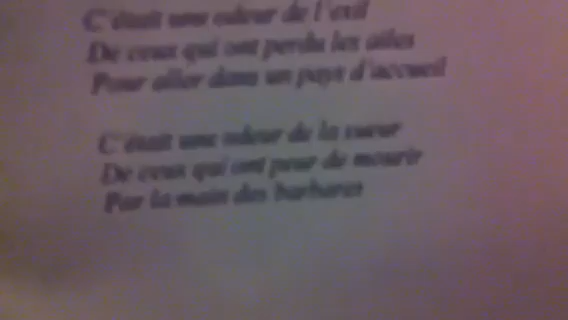 C'était une odeur de l'exil
De ceux qui ont perdu les ailes
Pour aller dans un pays d'accueil
C'était une odeur de la sueur
De ceux qui ont peur de mourir
Par la main des barbares